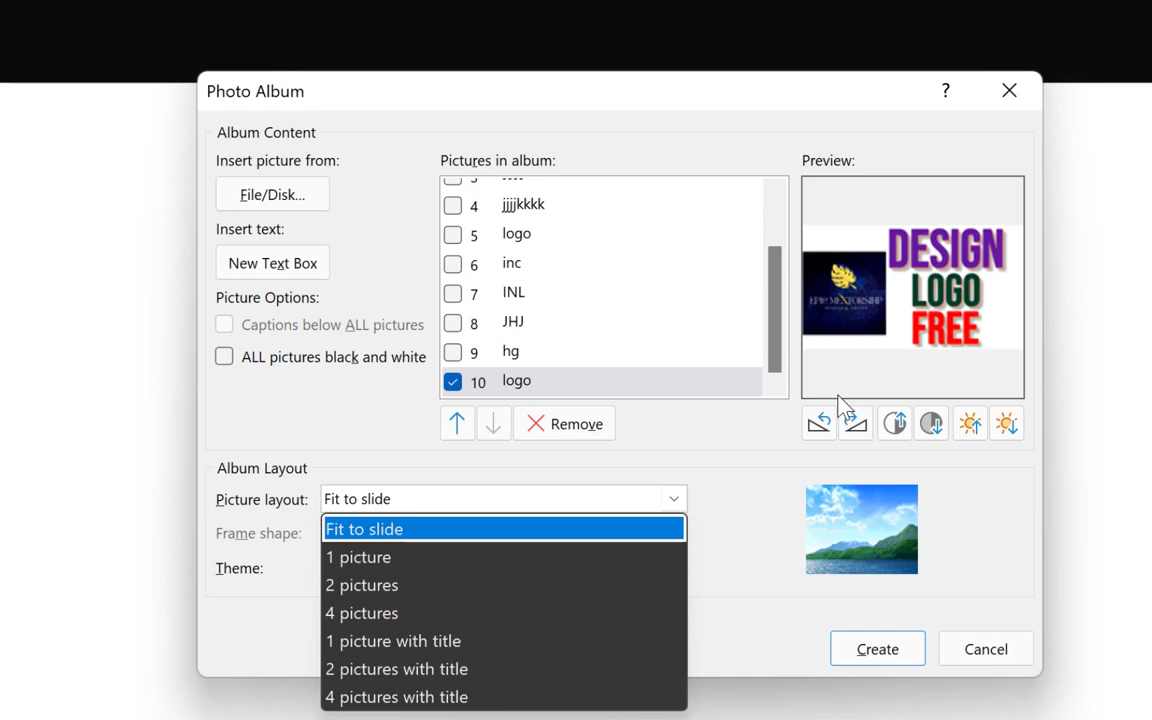 Photo Album
?
Album Content
Insert picture from:
File/Disk...
Insert text:
New Text Box
Picture Options:
Captions below ALL pictures
ALL pictures black and white
Pictures in album:
4 jjjjkkkk
5 logo
6 inc
7 INL
8 JHJ
9 hg
10 logo
Remove
Preview:
EPIC MENTORSHIP
DESIGN
LOGO
FREE
Album Layout
Picture layout: Fit to slide
Frame shape:
Theme:
Fit to slide
1 picture
2 pictures
4 pictures
1 picture with title
2 pictures with title
4 pictures with title
Create
Cancel